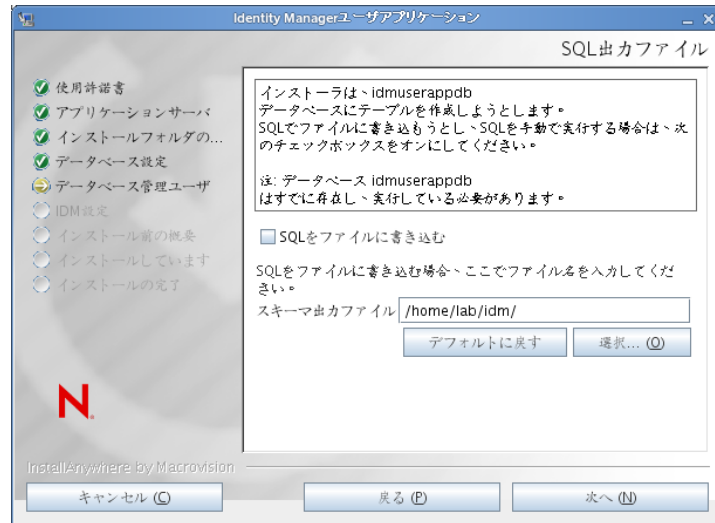 Identity Managerユーザアプリケーション
SQL出力ファイル
使用許諾書
アプリケーションサーバ
インストールフォルダの...
データベース設定
データベース管理ユーザ
IDM設定
インストール前の概要
インストールしています
インストールの完了
インストーラは、idmuserappdb
データベースにテーブルを作成しようとします。
SQLでファイルに書き込もうとし、SQLを手動で実行する場合は、次
のチェックボックスをオンにしてください。
注: データベース idmuserappdb
はすでに存在し、実行している必要があります。
SQLをファイルに書き込む
SQLをファイルに書き込む場合、ここでファイル名を入力してくだ
さい。
スキーマ出力ファイル /home/lab/idm/
デフォルトに戻す 選択... (O)
N.
InstallAnywhere by Macrovision
キャンセル (C) 戻る (P) 次へ (N)